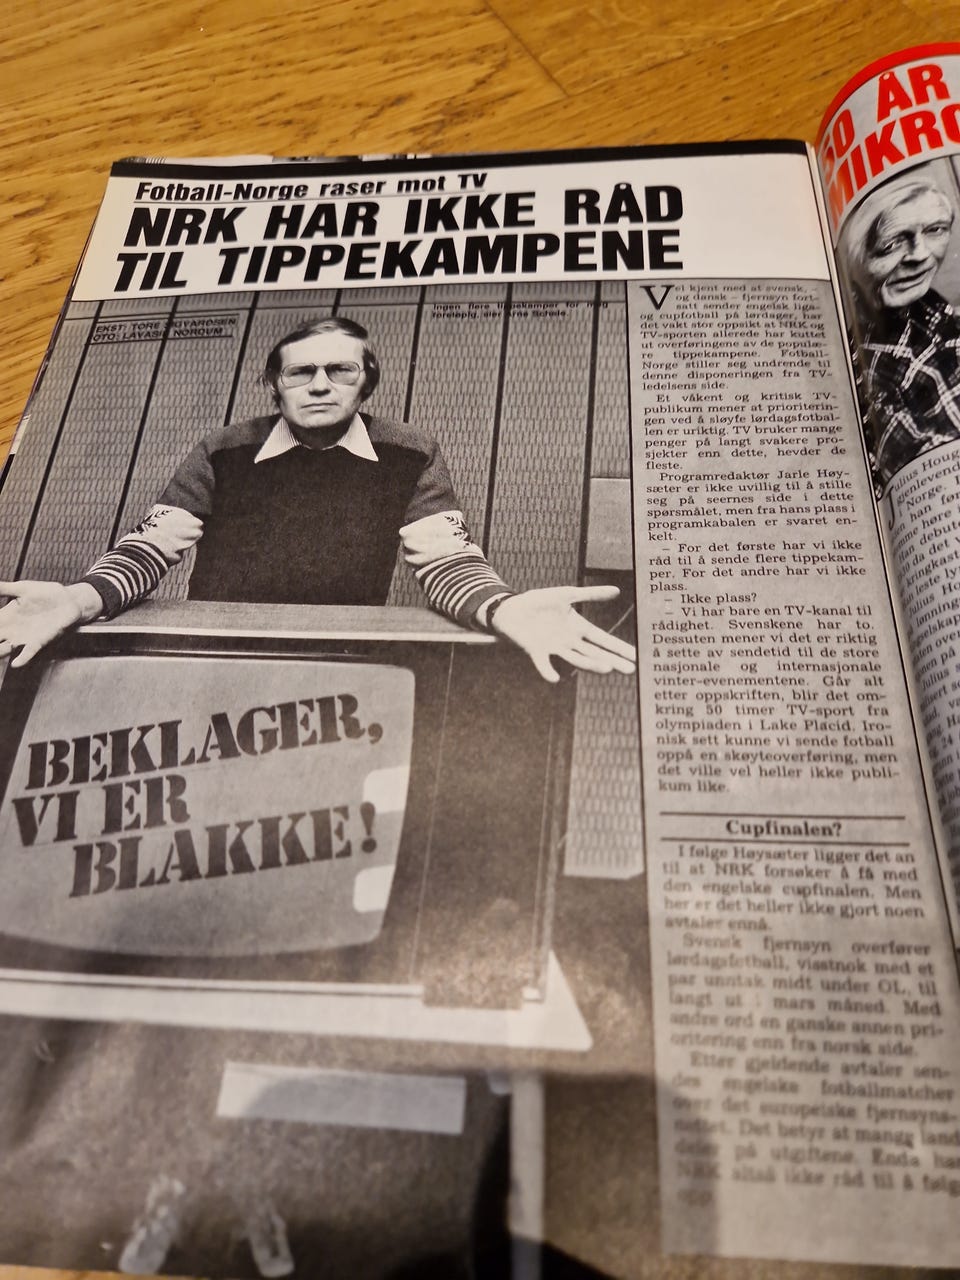 Fotball-Norge raser mot TV
NRK HAR IKKE RÅD
TIL TIPPEKAMPENE
EKST: TORE SIGVARDSEN
OTO: LAVASIR NORDUM
Ingen flere tippekamper for meg
foreløpig, sier Arne Scheie.
BEKLAGER,
VI ER
BLAKKE!
Vel kjent med at svensk, –
og dansk – fjernsyn fort-
satt sender engelsk liga-
og cupfotball på lørdager, har
det vakt stor oppsikt at NRK og
TV-sporten allerede har kuttet
ut overføringene av de populæ-
re tippekampene. Fotball-
Norge stiller seg undrende til
denne disponeringen fra TV-
ledelsens side.
Et våkent og kritisk TV-
publikum mener at prioriterin-
gen ved å sløyfe lørdagsfotbal-
len er uriktig. TV bruker mange
penger på langt svakere pro-
sjekter enn dette, hevder de
fleste.
Programredaktør Jarle Høy-
sæter er ikke uvillig til å stille
seg på seernes side i dette
spørsmålet, men fra hans plass i
programkabalen er svaret en-
kelt.
– For det første har vi ikke
råd til å sende flere tippekam-
per. For det andre har vi ikke
plass.
– Ikke plass?
– Vi har bare en TV-kanal til
rådighet. Svenskene har to.
Dessuten mener vi det er riktig
å sette av sendetid til de store
nasjonale og internasjonale
vinter-evenementene. Går alt
etter oppskriften, blir det om-
kring 50 timer TV-sport fra
olympiaden i Lake Placid. Iro-
nisk sett kunne vi sende fotball
oppå en skøyteoverføring, men
det ville vel heller ikke publi-
kum like.
Cupfinalen?
I følge Høysæter ligger det an
til at NRK forsøker å få med
den engelske cupfinalen. Men
her er det heller ikke gjort noen
avtaler ennå.
Svensk fjernsyn overfører
lørdagsfotball, visstnok med et
par unntak midt under OL, til
langt ut i mars måned. Med
andre ord en ganske annen pri-
oritering enn fra norsk side.
Etter gjeldende avtaler sen-
des engelske fotballmatcher
over det europeiske fjernsyns-
nettet. Det betyr at mange land
deler på utgiftene. Enda har
NRK altså ikke råd til å følge
opp.
50 ÅR
MIKRO
Julius Houg
gjenlevend
i Norge.